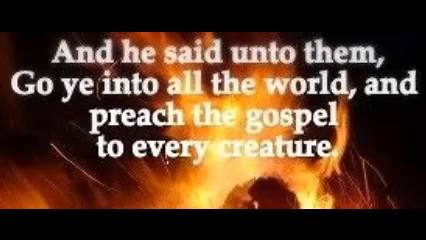 And he said unto them,
Go ye into all the world, and
preach the gospel
to every creature.